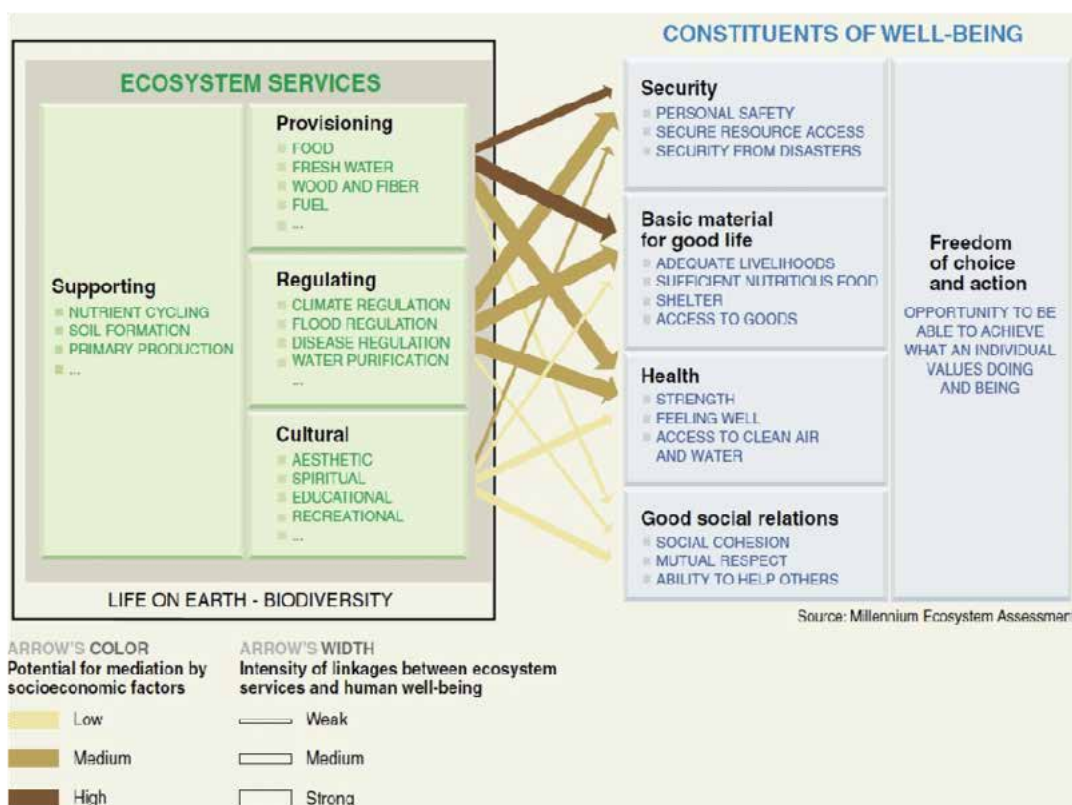 CONSTITUENTS OF WELL-BEING
ECOSYSTEM SERVICES
Supporting
NUTRIENT CYCLING
SOIL FORMATION
PRIMARY PRODUCTION
...
Provisioning
FOOD
FRESH WATER
WOOD AND FIBER
FUEL
...
Regulating
CLIMATE REGULATION
FLOOD REGULATION
DISEASE REGULATION
WATER PURIFICATION
...
Cultural
AESTHETIC
SPIRITUAL
EDUCATIONAL
RECREATIONAL
...
LIFE ON EARTH - BIODIVERSITY
Security
PERSONAL SAFETY
SECURE RESOURCE ACCESS
SECURITY FROM DISASTERS
Basic material
for good life
ADEQUATE LIVELIHOODS
SUFFICIENT NUTRITIOUS FOOD
SHELTER
ACCESS TO GOODS
Health
STRENGTH
FEELING WELL
ACCESS TO CLEAN AIR
AND WATER
Good social relations
SOCIAL COHESION
MUTUAL RESPECT
ABILITY TO HELP OTHERS
Freedom
of choice
and action
OPPORTUNITY TO BE
ABLE TO ACHIEVE
WHAT AN INDIVIDUAL
VALUES DOING
AND BEING
Source: Millennium Ecosystem Assessment
ARROW'S COLOR
Potential for mediation by
socioeconomic factors
Low
Medium
High
ARROW'S WIDTH
Intensity of linkages between ecosystem
services and human well-being
Weak
Medium
Strong